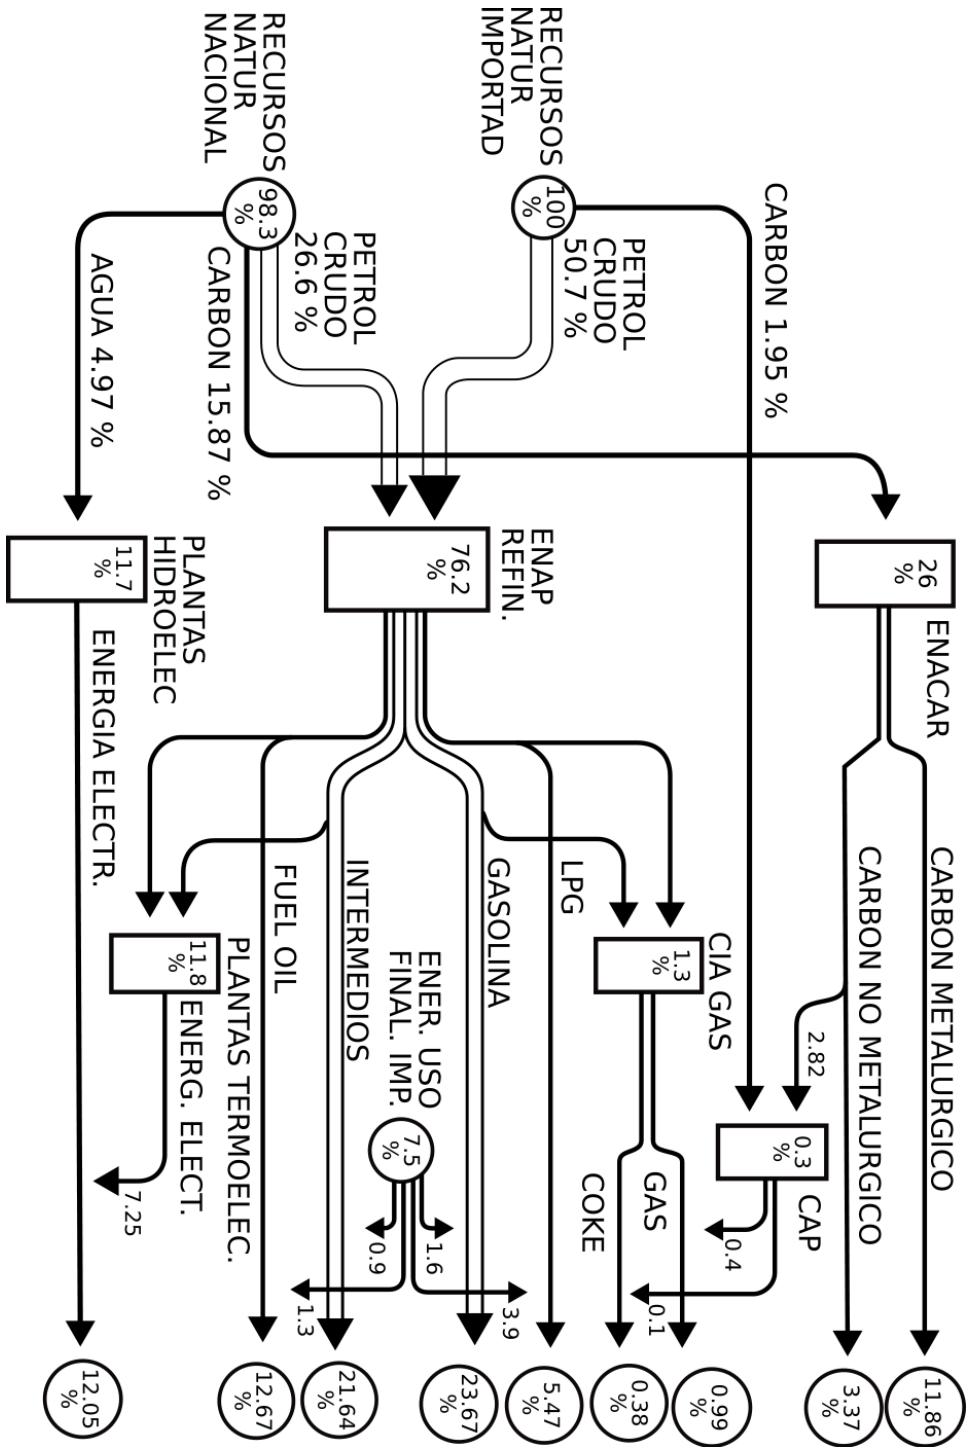 RECURSOS
NATUR
NACIONAL
RECURSOS
NATUR
IMPORTAD
98.3
%
100
%
PETROL
CRUDO
26.6 %
PETROL
CRUDO
50.7 %
CARBON 1.95 %
CARBON 15.87 %
AGUA 4.97 %
26
%
ENACAR
76.2
%
ENAP
REFIN.
11.7
%
PLANTAS
HIDROELEC
ENERGIA ELECTR.
CARBON METALURGICO
CARBON NO METALURGICO
CIA GAS
1.3
%
LPG
GASOLINA
INTERMEDIOS
FUEL OIL
11.8
%
PLANTAS TERMOELEC.
ENERG. ELECT.
7.25
ENER. USO
FINAL. IMP.
7.5
%
1.6
0.9
3.9
1.3
2.82
0.3
%
CAP
0.4
0.1
GAS
COKE
11.86
%
3.37
%
0.99
%
0.38
%
5.47
%
23.67
%
21.64
%
12.67
%
12.05
%